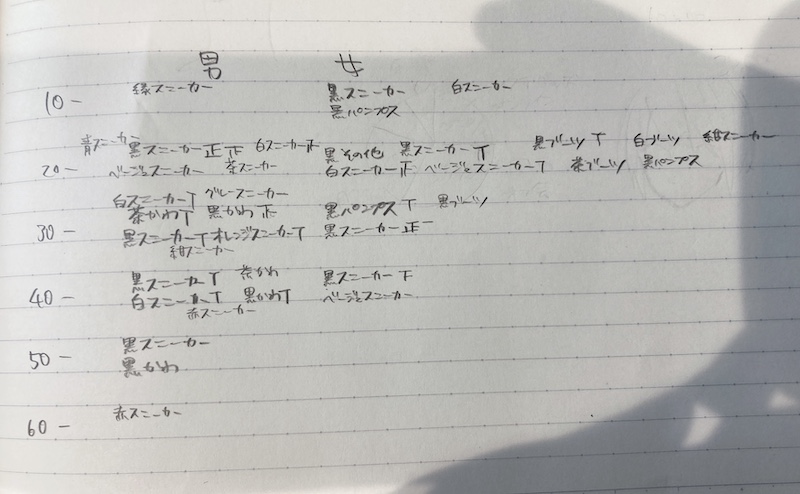 男 女
10- 緑スニーカー 黒スニーカー 白スニーカー
黒パンプス
青スニーカー 黒スニーカー正下 白スニーカー正 黒その他 黒スニーカーT 黒ブーツT 白ブーツ 紺スニーカー
20- ベージュスニーカー 茶スニーカー 白スニーカー正 ベージュスニーカーT 茶ブーツ 黒パンプス
白スニーカーT グレースニーカー
茶かわT 黒かわ正 黒パンプスT 黒ブーツ
30- 黒スニーカーT オレンジスニーカーT 黒スニーカー正一
紺スニーカー
黒スニーカーT 茶かわ 黒スニーカー下
40- 白スニーカーT 黒かわT ベージュスニーカー
赤スニーカー
黒スニーカー
50- 黒かわ
赤スニーカー
60-